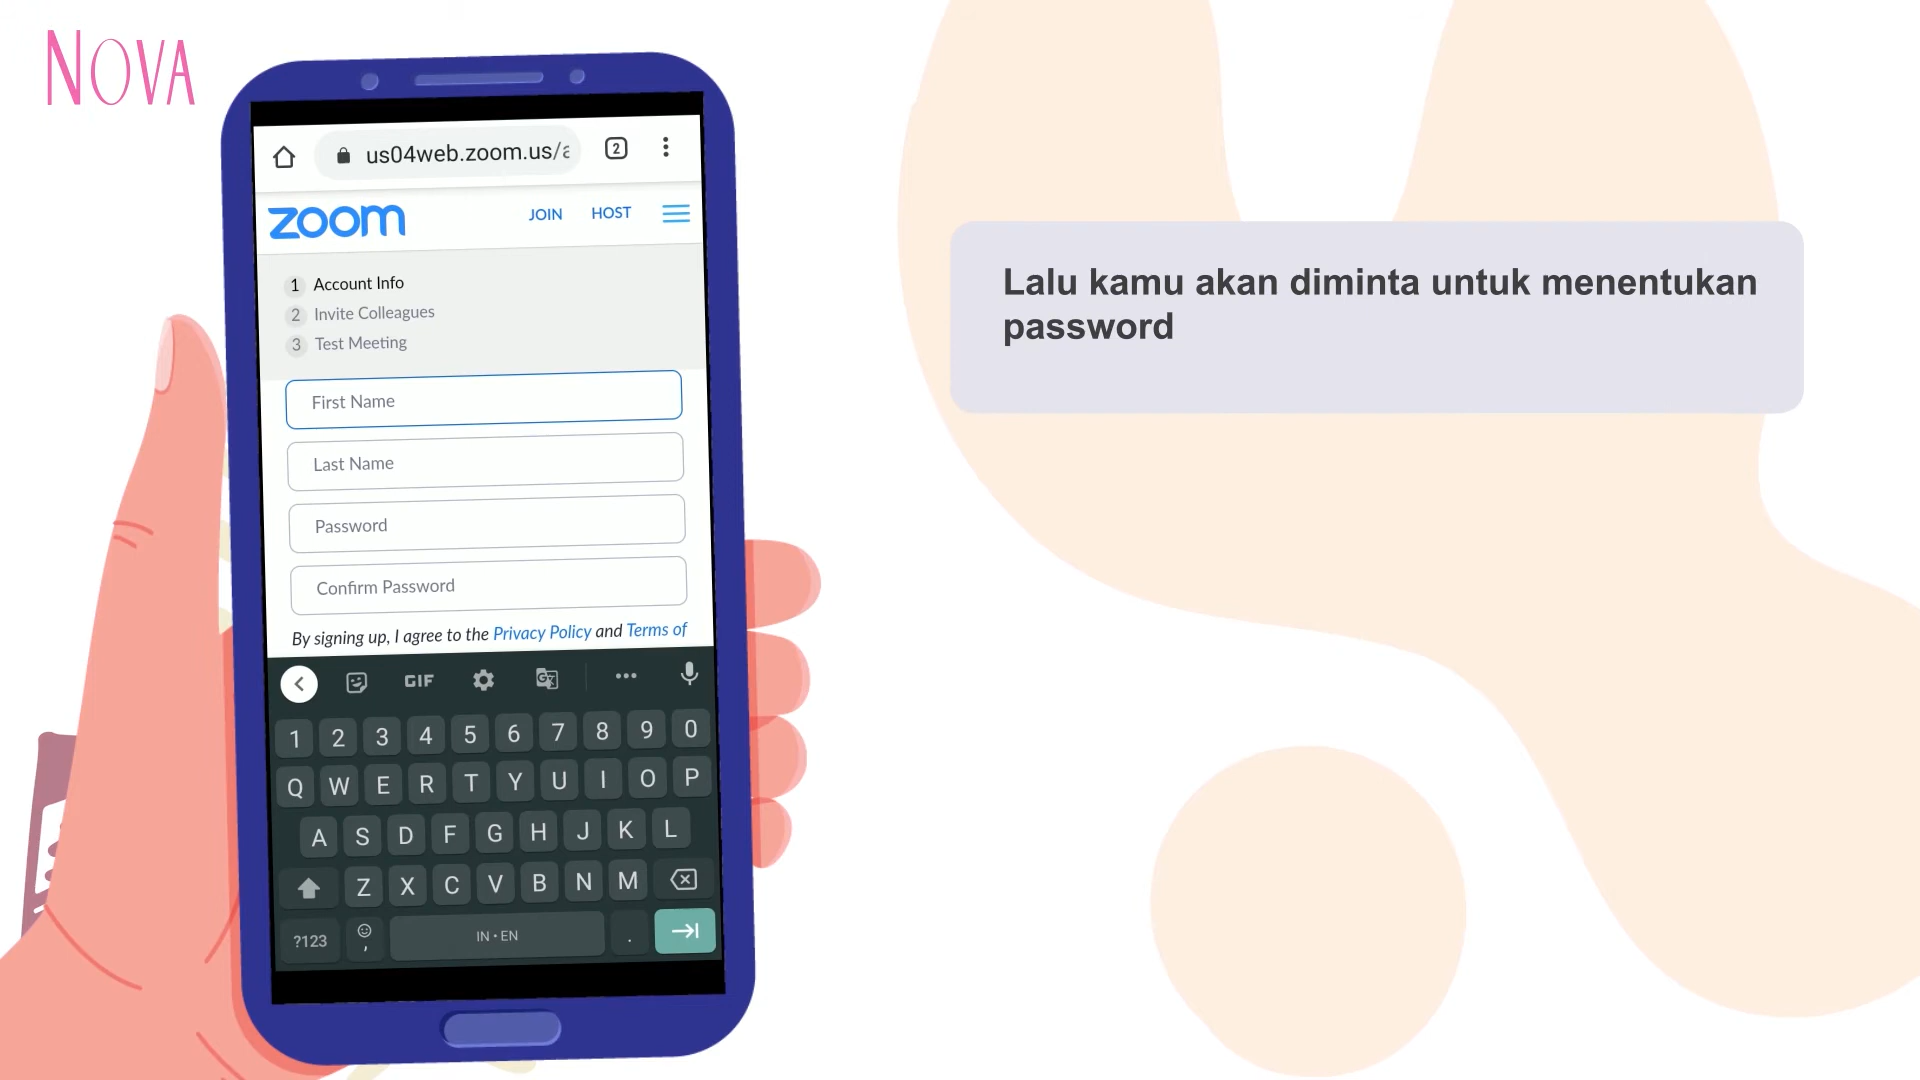 NOVA
us04web.zoom.us/a
2
zoom
JOIN
HOST
1 Account Info
2 Invite Colleagues
3 Test Meeting
First Name
Last Name
Password
Confirm Password
By signing up, I agree to the Privacy Policy and Terms of
GIF
1 2 3 4 5 6 7 8 9 0
Q W E R T Y U I O P
A S D F G H J K L
Z X C V B N M
?123 , IN • EN .
Lalu kamu akan diminta untuk menentukan
password